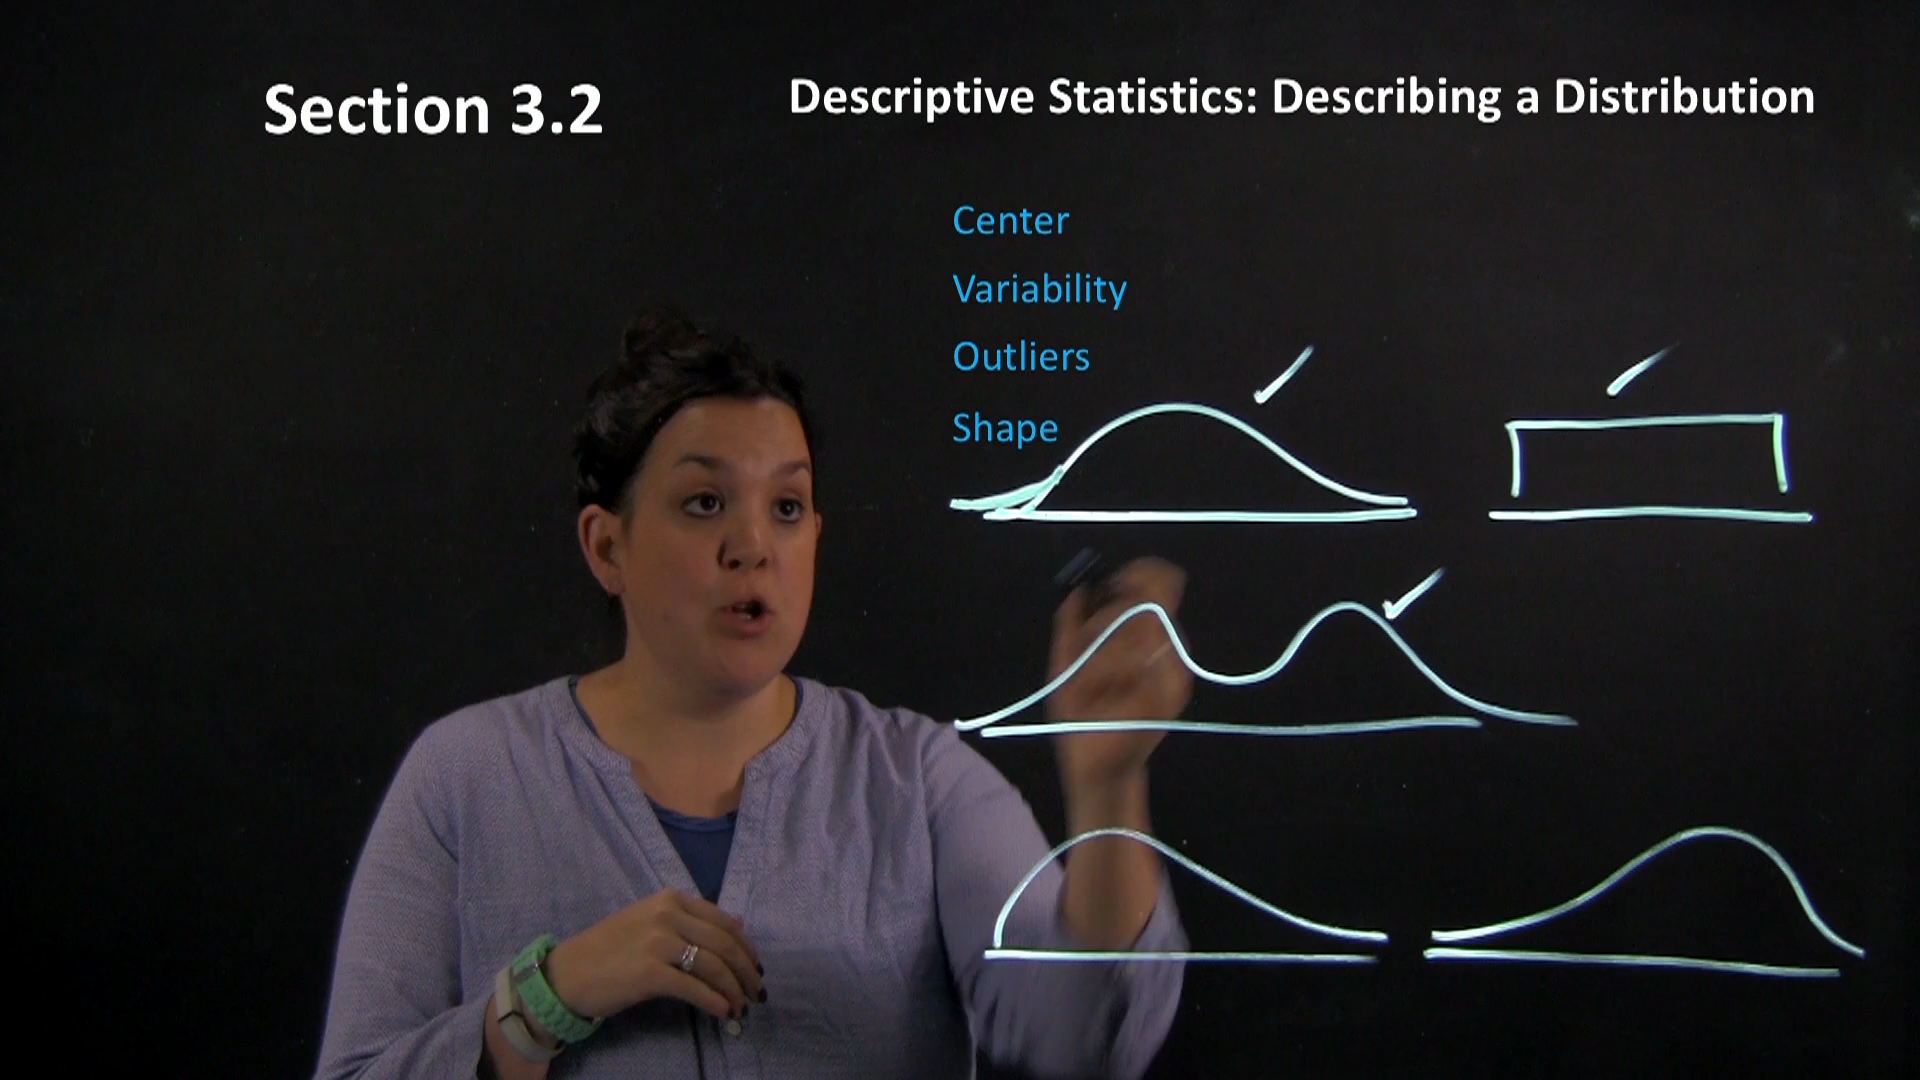 Section 3.2
Descriptive Statistics: Describing a Distribution
Center
Variability
Outliers
Shape